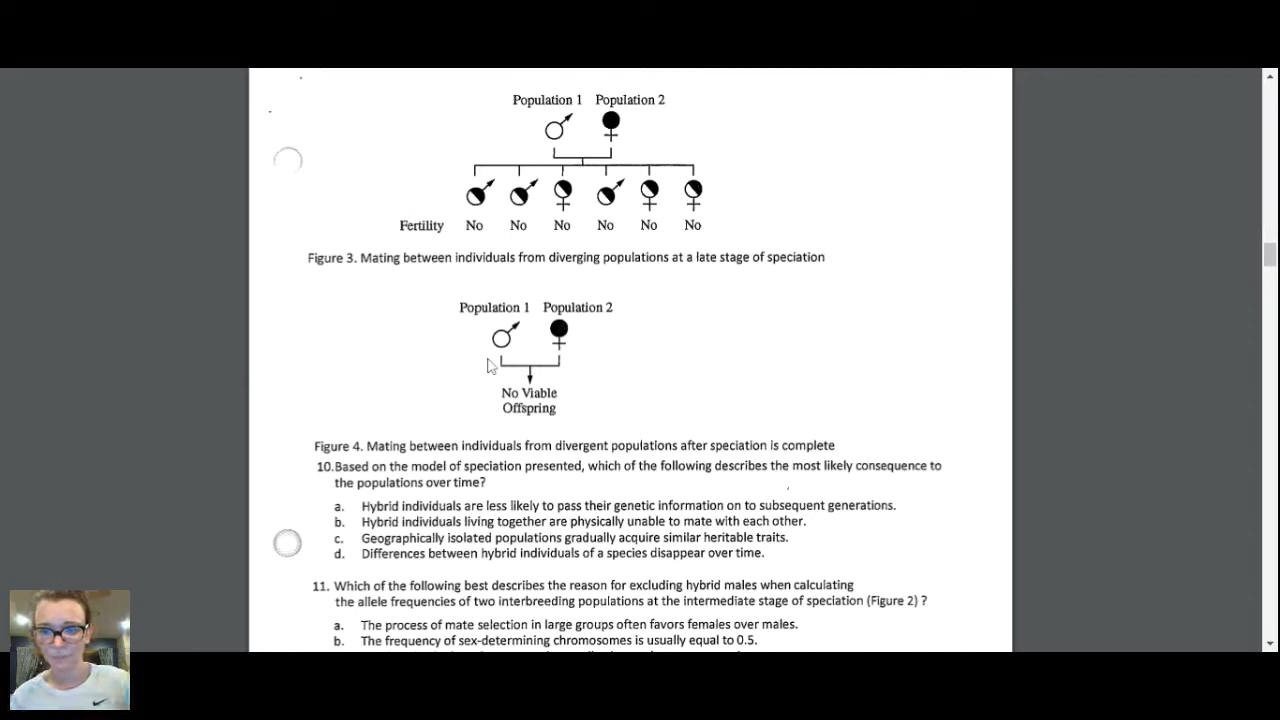 Population 1 Population 2
Fertility No No No No No No
Figure 3. Mating between individuals from diverging populations at a late stage of speciation
Population 1 Population 2
No Viable
Offspring
Figure 4. Mating between individuals from divergent populations after speciation is complete
10.Based on the model of speciation presented, which of the following describes the most likely consequence to
the populations over time?
a. Hybrid individuals are less likely to pass their genetic information on to subsequent generations.
b. Hybrid individuals living together are physically unable to mate with each other.
c. Geographically isolated populations gradually acquire similar heritable traits.
d. Differences between hybrid individuals of a species disappear over time.
11. Which of the following best describes the reason for excluding hybrid males when calculating
the allele frequencies of two interbreeding populations at the intermediate stage of speciation (Figure 2) ?
a. The process of mate selection in large groups often favors females over males.
b. The frequency of sex-determining chromosomes is usually equal to 0.5.